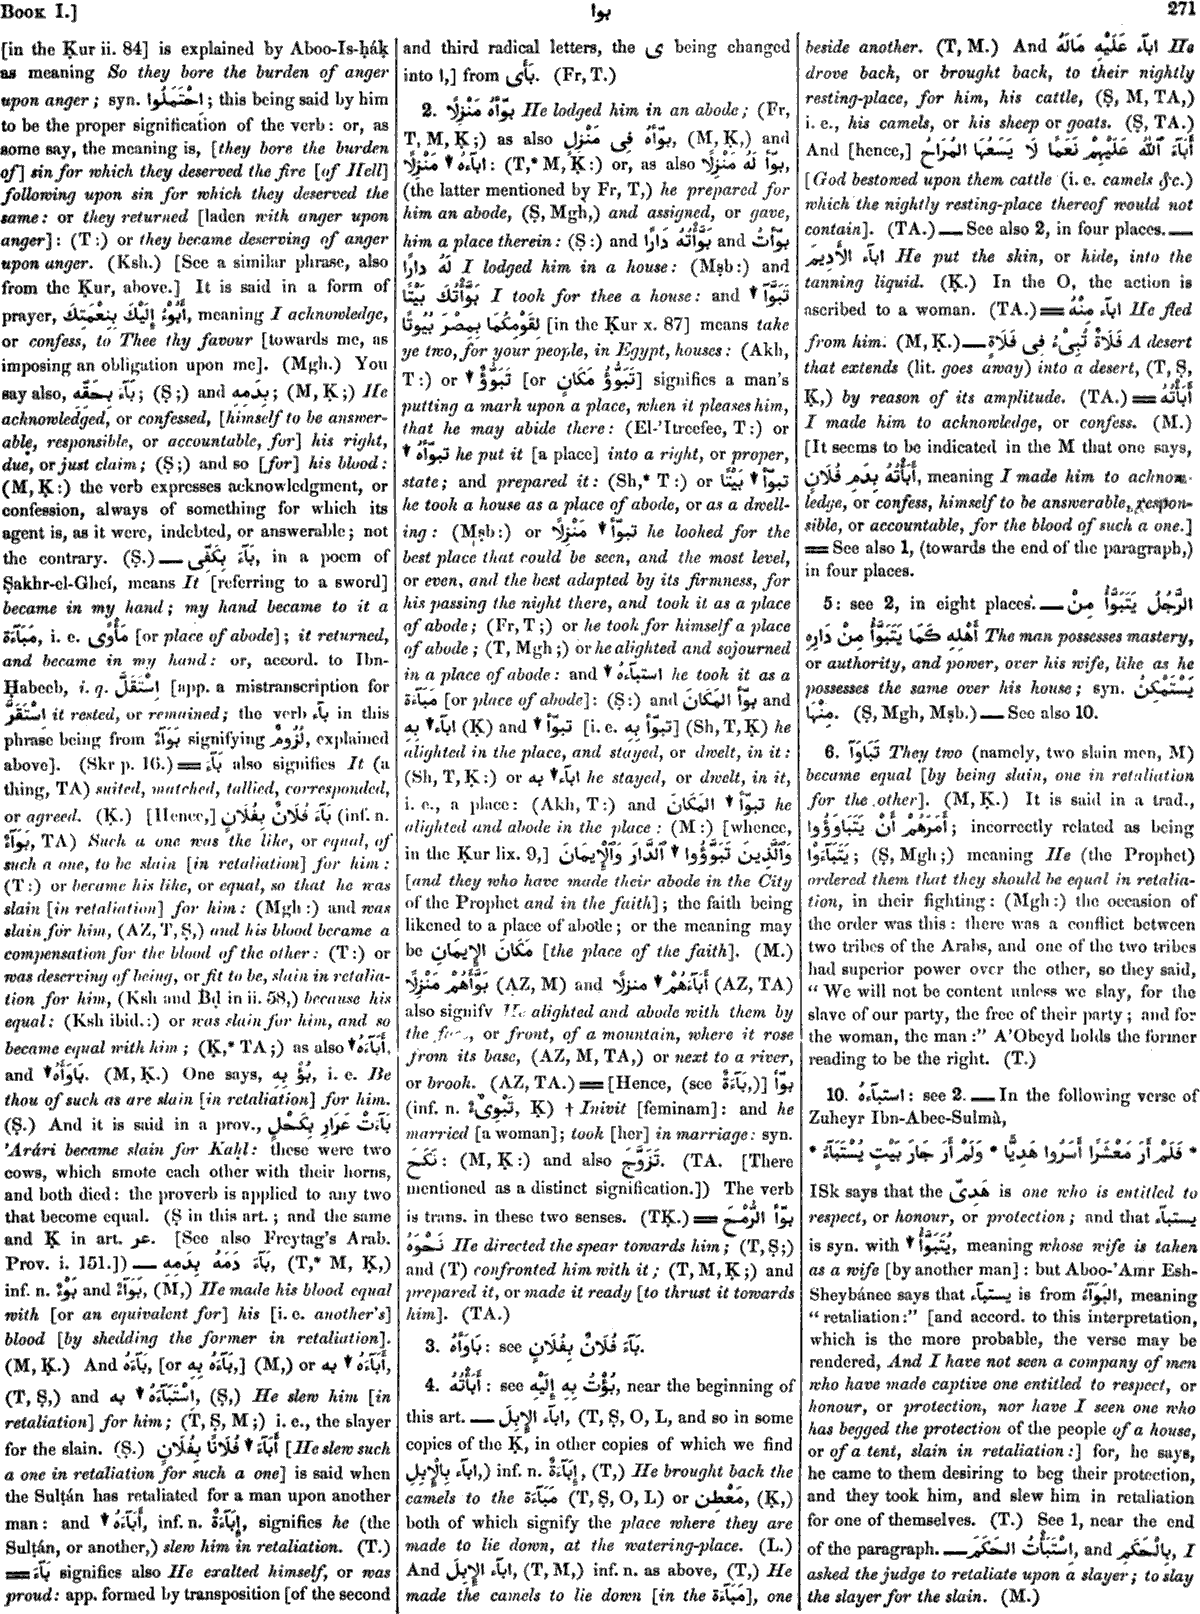 Book I.]
بوا
271
[in the Ḳur ii. 84] is explained by Aboo-Is-ḥáḳ
as meaning So they bore the burden of anger
upon anger; syn. اِحْتَمَلُوا; this being said by him
to be the proper signification of the verb: or, as
some say, the meaning is, [they bore the burden
of] sin for which they deserved the fire [of Hell]
following upon sin for which they deserved the
same: or they returned [laden with anger upon
anger]: (T:) or they became deserving of anger
upon anger. (Ksh.) [See a similar phrase, also
from the Ḳur, above.] It is said in a form of
prayer, أَبُوْءُ إِلَيْكَ بِنِعْمَتِكَ, meaning I acknowledge,
or confess, to Thee thy favour [towards me, as
imposing an obligation upon me]. (Mgh.) You
say also, بَآءَ بِحَقِّهِ; (Ṣ;) and بِدَمِهِ; (M, Ḳ;) He
acknowledged, or confessed, [himself to be answer-
able, responsible, or accountable, for] his right,
due, or just claim; (Ṣ;) and so [for] his blood:
(M, Ḳ:) the verb expresses acknowledgment, or
confession, always of something for which its
agent is, as it were, indebted, or answerable; not
the contrary. (Ṣ.) — بَآءَ بِكَفِّى, in a poem of
Ṣakhr-el-Gheí, means It [referring to a sword]
became in my hand; my hand became to it a
مَبَآءَة, i. e. مَأْوًى [or place of abode]; it returned,
and became in my hand: or, accord. to Ibn-
Ḥabeeb, i. q. اِسْتَقَلَّ [app. a mistranscription for
اِسْتَقَرَّ it rested, or remained; the verb بآء in this
phrase being from بَوَآءٌ signifying لُزُومٌ, explained
above]. (Skr p. 16.) = بَآءَ also signifies It (a
thing, TA) suited, matched, tallied, corresponded,
or agreed. (Ḳ.) [Hence,] بَآءَ فُلَانٌ بِفُلَانٍ (inf. n.
بَوَآءٌ, TA) Such a one was the like, or equal, of
such a one, to be slain [in retaliation] for him:
(T:) or became his like, or equal, so that he was
slain [in retaliation] for him: (Mgh:) and was
slain for him, (AZ, T, Ṣ,) and his blood became a
compensation for the blood of the other: (T:) or
was deserving of being, or fit to be, slain in retalia-
tion for him, (Ksh and Bḍ in ii. 58,) because his
equal: (Ksh ibid.:) or was slain for him, and so
became equal with him; (Ḳ,* TA;) as also ↓ أَبَآءَهُ,
and ↓ بَاوَأَهُ. (M, Ḳ.) One says, بُؤْ بِهِ, i. e. Be
thou of such as are slain [in retaliation] for him.
(Ṣ.) And it is said in a prov., بَآءَتْ عَرَارِ بِكَحْلٍ
'Arári became slain for Kaḥl: these were two
cows, which smote each other with their horns,
and both died: the proverb is applied to any two
that become equal. (Ṣ in this art.; and the same
and Ḳ in art. عر. [See also Freytag's Arab.
Prov. i. 151.]) — بَآءَ دَمُهُ بِدَمِهِ, (T,* M, Ḳ,)
inf. n. بَوْءٌ and بَوَآءٌ, (M,) He made his blood equal
with [or an equivalent for] his [i. e. another's]
blood [by shedding the former in retaliation].
(M, Ḳ.) And بَآءَهُ, [or بَآءَهُ بِهِ,] (M,) or ↓ أَبَآءَهُ به
(T, Ṣ,) and ↓ اِسْتَبَآءَهُ به, (Ṣ,) He slew him [in
retaliation] for him; (T, Ṣ, M;) i. e., the slayer
for the slain. (Ṣ.) ↓ أَبَآءَ فُلَانًا بِفُلَانٍ [He slew such
a one in retaliation for such a one] is said when
the Sulṭán has retaliated for a man upon another
man: and ↓ أَبَآءَهُ, inf. n. إِبَآءَةٌ, signifies he (the
Sulṭán, or another,) slew him in retaliation. (T.)
= بَآءَ signifies also He exalted himself, or was
proud: app. formed by transposition [of the second
and third radical letters, the ى being changed
into ا,] from بَأَى. (Fr, T.)
2. بَوَّأَهُ مَنْزِلًا He lodged him in an abode; (Fr,
T, M, Ḳ;) as also بَوَّأَهُ فِى مَنْزِلٍ, (M, Ḳ,) and
↓ اباءهُ مَنْزِلًا: (T,* M, Ḳ:) or, as also بوّأ لَهُ مَنْزِلًا,
(the latter mentioned by Fr, T,) he prepared for
him an abode, (Ṣ, Mgh,) and assigned, or gave,
him a place therein: (Ṣ:) and بَوَّأْتُهُ دَارًا and بَوَّأْتُ
لَهُ دارًا I lodged him in a house: (Mṣb:) and
بَوَّأْتُكَ بَيْتًا I took for thee a house: and ↓ تَبَوَّآ
لِقَوْمِكُمَا بِمِصْرَ بُيُوتًا [in the Ḳur x. 87] means take
ye two, for your people, in Egypt, houses: (Akh,
T:) or ↓ تَبَوُّؤٌ [or تَبَوُّؤُ مَكَانٍ] signifies a man's
putting a mark upon a place, when it pleases him,
that he may abide there: (El-'Itreefee, T:) or
↓ تبوّأهُ he put it [a place] into a right, or proper,
state; and prepared it: (Sh,* T:) or ↓ تبوّأ بَيْتًا
he took a house as a place of abode, or as a dwell-
ing: (Mṣb:) or ↓ تبوّأ مَنْزِلًا he looked for the
best place that could be seen, and the most level,
or even, and the best adapted by its firmness, for
his passing the night there, and took it as a place
of abode; (Fr, T;) or he took for himself a place
of abode; (T, Mgh;) or he alighted and sojourned
in a place of abode: and ↓ استبآءهُ he took it as a
مَبَآءَة [or place of abode]: (Ṣ:) and بوّأ المَكَانَ and
↓ ابآء بِهِ (Ḳ) and ↓ تبوّأ [i. e. تبوّأ بِهِ] (Sh, T, Ḳ) he
alighted in the place, and stayed, or dwelt, in it:
(Sh, T, Ḳ:) or ↓ ابآء به he stayed, or dwelt, in it,
i. e., a place: (Akh, T:) and ↓ تبوّأ المَكَانَ he
alighted and abode in the place: (M:) [whence,
in the Ḳur lix. 9,] وَٱلَّذِينَ تَبَوَّؤُوا ↓ ٱلدَّارَ وَٱلْإِيمَانَ
[and they who have made their abode in the City
of the Prophet and in the faith]; the faith being
likened to a place of abode; or the meaning may
be مَكَانَ الإِيمَانِ [the place of the faith]. (M.)
بَوَّأَهُمْ مَنْزِلًا (AZ, M) and ↓ أَبَآءَهُمْ منزلًا (AZ, TA)
also signify He alighted and abode with them by
the or front, of a mountain, where it rose
from its base, (AZ, M, TA,) or next to a river,
or brook. (AZ, TA.) = [Hence, (see بَآءَةٌ,)] بوّأ
(inf. n. تَبْوِىْءٌ, Ḳ) † Inivit [feminam]: and he
married [a woman]; took [her] in marriage: syn.
نَكَحَ: (M, Ḳ:) and also تَزَوَّجَ. (TA. [There
mentioned as a distinct signification.]) The verb
is trans. in these two senses. (TḲ.) = بوّأ الرُّمْحَ
نَحْوَهُ He directed the spear towards him; (T, Ṣ;)
and (T) confronted him with it; (T, M, Ḳ;) and
prepared it, or made it ready [to thrust it towards
him]. (TA.)
3. بَاوَأَهُ: see بَآءَ فُلَانٌ بِفُلَانٍ.
4. أَبَأْتُهُ: see بُؤْتُ بِهِ إِلَيْهِ, near the beginning of
this art. — ابآء الإِبِلَ, (T, Ṣ, O, L, and so in some
copies of the Ḳ, in other copies of which we find
ابآء بِالْإِبِلِ,) inf. n. إِبَآءَةٌ, (T,) He brought back the
camels to the مَبَآءَة (T, Ṣ, O, L) or مَعْطِن, (Ḳ,)
both of which signify the place where they are
made to lie down, at the watering-place. (L.)
And ابآء الإِبِلَ, (T, M,) inf. n. as above, (T,) He
made the camels to lie down [in the مَبَآءَة], one
beside another. (T, M.) And ابآء عَلَيْهِ مَالَهُ He
drove back, or brought back, to their nightly
resting-place, for him, his cattle, (Ṣ, M, TA,)
i. e., his camels, or his sheep or goats. (Ṣ, TA.)
And [hence,] أَبَآءَ ٱللّٰهُ عَلَيْهِمْ نَعَمًا لَا يَسَعُهَا المَرَاحُ
[God bestowed upon them cattle (i. e. camels &c.)
which the nightly resting-place thereof would not
contain]. (TA.) — See also 2, in four places. —
ابآء الأَدِيمَ He put the skin, or hide, into the
tanning liquid. (Ḳ.) In the O, the action is
ascribed to a woman. (TA.) = ابآء مِنْهُ He fled
from him. (M, Ḳ.) — فَلَاةٌ تُبِىْءُ فِى فَلَاةٍ A desert
that extends (lit. goes away) into a desert, (T, Ṣ,
Ḳ,) by reason of its amplitude. (TA.) = أَبَأْتُهُ
I made him to acknowledge, or confess. (M.)
[It seems to be indicated in the M that one says,
أَبَأْتُهُ بِدَمِ فُلَانٍ, meaning I made him to acknow-
ledge, or confess, himself to be answerable, respon-
sible, or accountable, for the blood of such a one.]
= See also 1, (towards the end of the paragraph,)
in four places.
5: see 2, in eight places. — الرَّجُلُ يَتَبَوَّأُ مِنْ
أَهْلِهِ كَمَا يَتَبَوَّأُ مِنْ دَارِهِ The man possesses mastery,
or authority, and power, over his wife, like as he
possesses the same over his house; syn. يَسْتَمْكِنُ
مِنْهَا. (Ṣ, Mgh, Mṣb.) — See also 10.
6. تَبَاوَآ They two (namely, two slain men, M)
became equal [by being slain, one in retaliation
for the other]. (M, Ḳ.) It is said in a trad.,
أَمَرَهُمْ أَنْ يَتَبَاوَؤُوا; incorrectly related as being
يَتَبَآءَوْا; (Ṣ, Mgh;) meaning He (the Prophet)
ordered them that they should be equal in retalia-
tion, in their fighting: (Mgh:) the occasion of
the order was this: there was a conflict between
two tribes of the Arabs, and one of the two tribes
had superior power over the other, so they said,
"We will not be content unless we slay, for the
slave of our party, the free of their party; and for
the woman, the man:" A'Obeyd holds the former
reading to be the right. (T.)
10. استبآءهُ: see 2. — In the following verse of
Zuheyr Ibn-Abee-Sulmà,
* فَلَمْ أَرَ مَعْشَرًا أَسَرُوا هَدِيًّا * وَلَمْ أَرَ جَارَ بَيْتٍ يُسْتَبَآءُ *
ISk says that the هَدِىّ is one who is entitled to
respect, or honour, or protection; and that يستبآء
is syn. with ↓ يُتَبَوَّأُ, meaning whose wife is taken
as a wife [by another man]: but Aboo-'Amr Esh-
Sheybánee says that يستبآء is from البَوَآءُ, meaning
"retaliation:" [and accord. to this interpretation,
which is the more probable, the verse may be
rendered, And I have not seen a company of men
who have made captive one entitled to respect, or
honour, or protection, nor have I seen one who
has begged the protection of the people of a house,
or of a tent, slain in retaliation:] for, he says,
he came to them desiring to beg their protection,
and they took him, and slew him in retaliation
for one of themselves. (T.) See 1, near the end
of the paragraph. — اِسْتَبَأْتُ الحَكَمَ, and بِالْحَكَمِ, I
asked the judge to retaliate upon a slayer; to slay
the slayer for the slain. (M.)